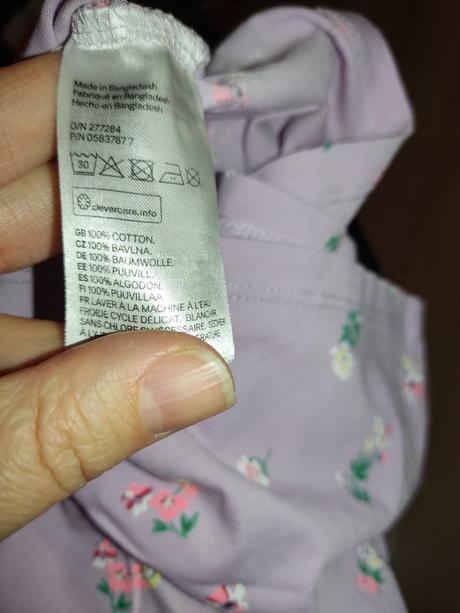 Made in Bangladesh
Fabriqué en Bangladesh
Hecho en Bangladesh
O/N 277284
P/N 05837877
30
clevercare.info
GB 100% COTTON.
CZ 100% BAVLNA.
DE 100% BAUMWOLLE.
EE 100% PUUVILL.
ES 100% ALGODON.
FI 100% PUUVILLAA.
FR LAVER À LA MACHINE À L'EAU
FROIDE CYCLE DÉLICAT. BLANCHIR
SANS CHLORE SI NÉCESSAIRE. SÉCHER